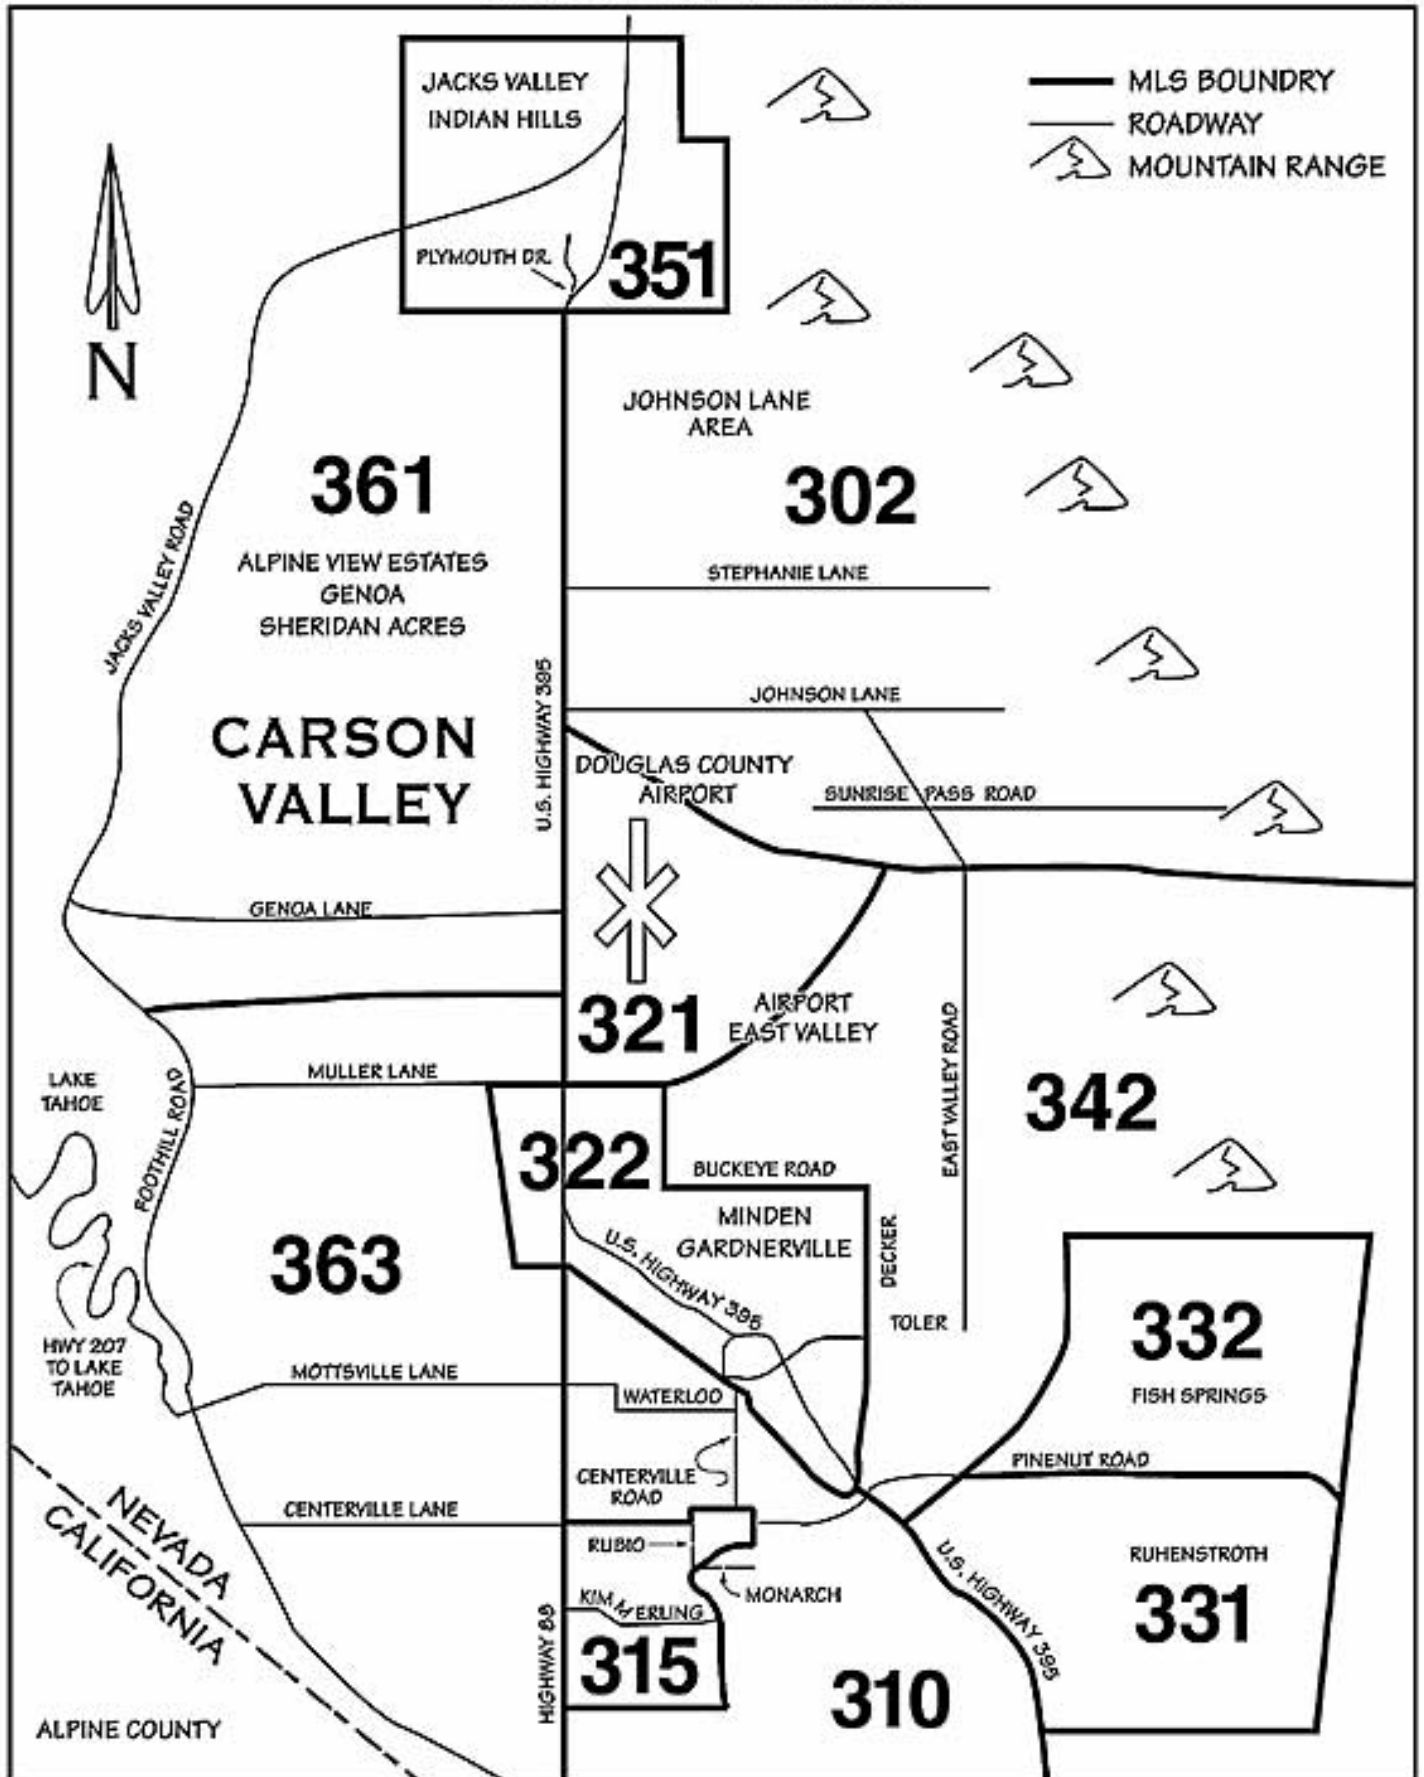 JACKS VALLEY
INDIAN HILLS
PLYMOUTH DR.
351
MLS BOUNDRY
ROADWAY
MOUNTAIN RANGE
N
JOHNSON LANE
AREA
361
302
ALPINE VIEW ESTATES
GENOA
SHERIDAN ACRES
STEPHANIE LANE
JACKS VALLEY ROAD
U.S. HIGHWAY 395
JOHNSON LANE
CARSON
VALLEY
DOUGLAS COUNTY
AIRPORT
SUNRISE PASS ROAD
GENOA LANE
321
AIRPORT
EAST VALLEY
EAST VALLEY ROAD
MULLER LANE
LAKE
TAHOE
FOOTHILL ROAD
342
322
BUCKEYE ROAD
MINDEN
GARDNERVILLE
DECKER
363
U.S. HIGHWAY 395
TOLER
332
FISH SPRINGS
HWY 207
TO LAKE
TAHOE
MOTTSVILLE LANE
WATERLOO
PINENUT ROAD
CENTERVILLE
ROAD
CENTERVILLE LANE
NEVADA
CALIFORNIA
RUBIO
MONARCH
U.S. HIGHWAY 395
RUHENSTROTH
331
KIMMERLING
HIGHWAY 88
315
310
ALPINE COUNTY